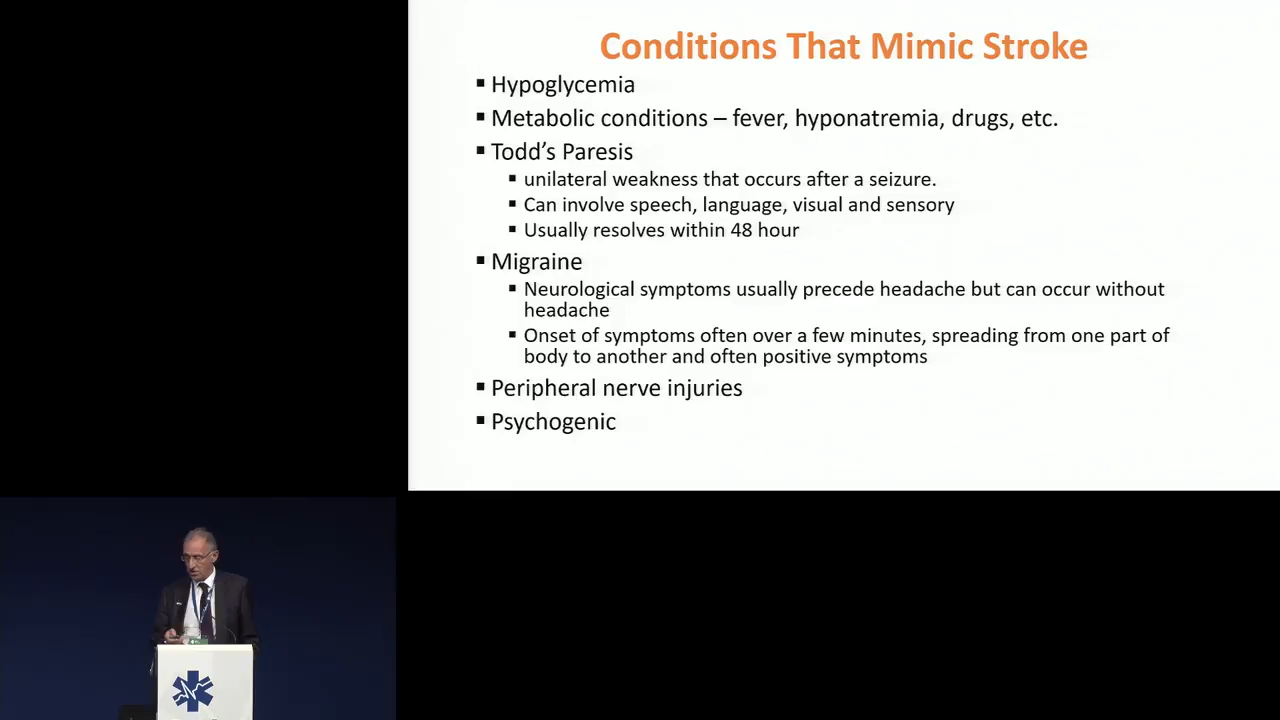 Conditions That Mimic Stroke
▪ Hypoglycemia
▪ Metabolic conditions – fever, hyponatremia, drugs, etc.
▪ Todd’s Paresis
▪ unilateral weakness that occurs after a seizure.
▪ Can involve speech, language, visual and sensory
▪ Usually resolves within 48 hour
▪ Migraine
▪ Neurological symptoms usually precede headache but can occur without
headache
▪ Onset of symptoms often over a few minutes, spreading from one part of
body to another and often positive symptoms
▪ Peripheral nerve injuries
▪ Psychogenic